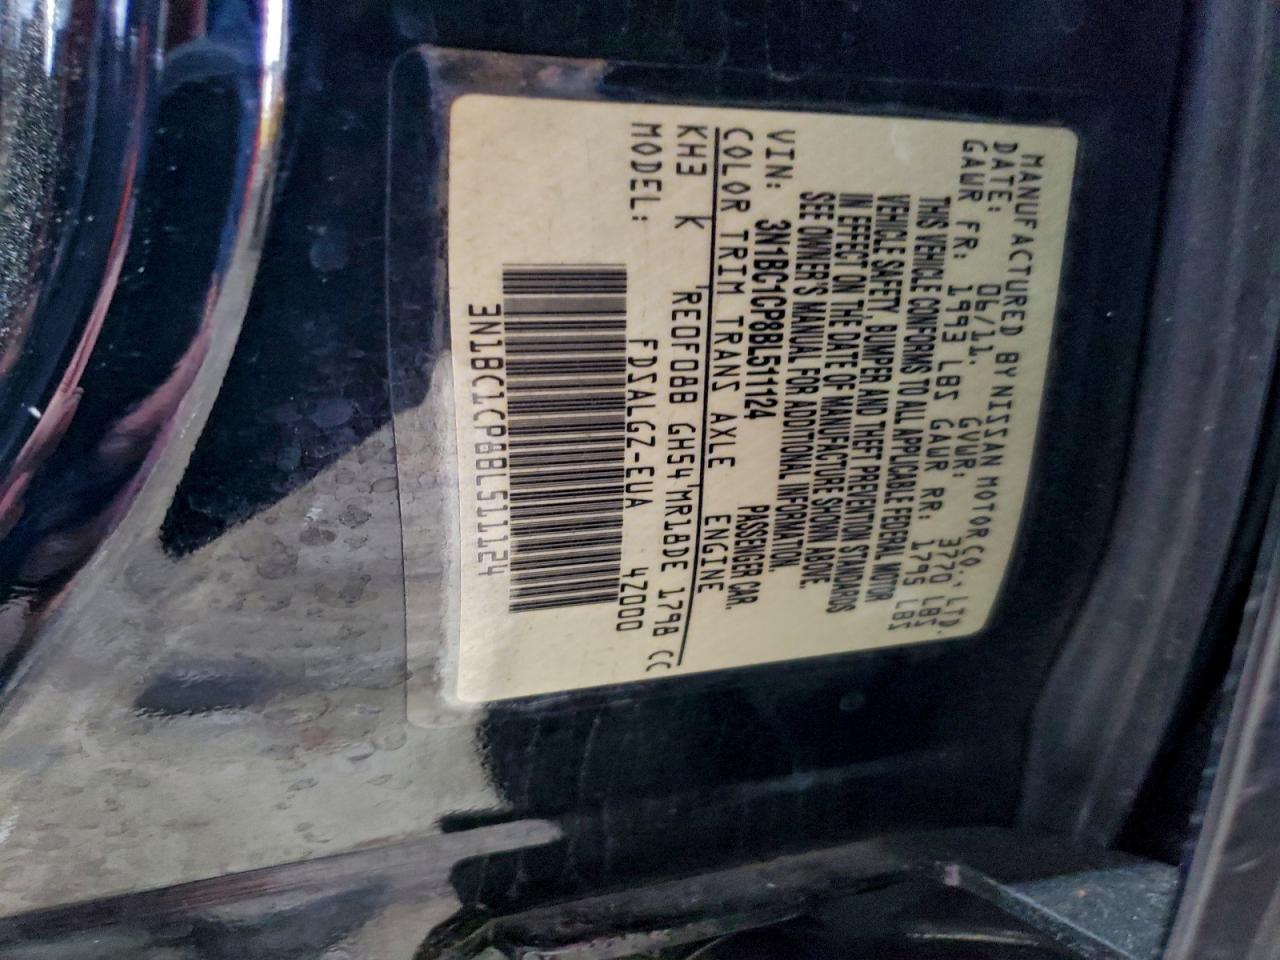 MANUFACTURED BY NISSAN MOTOR CO., LTD.
DATE: 06/11. GVWR: 3770 LBS
GAWR FR: 1993 LBS GAWR RR: 1795 LBS
THIS VEHICLE CONFORMS TO ALL APPLICABLE FEDERAL MOTOR
VEHICLE SAFETY, BUMPER AND THEFT PREVENTION STANDARDS
IN EFFECT ON THE DATE OF MANUFACTURE SHOWN ABOVE.
SEE OWNER'S MANUAL FOR ADDITIONAL INFORMATION.
VIN: 3N1BC1CP8BL511124 PASSENGER CAR.
COLOR TRIM TRANS AXLE ENGINE
KH3 K RE0F08B GH54 MR18DE 1798 CC
MODEL: FDSALGZ-EUA 4Z000
3N1BC1CP8BL511124